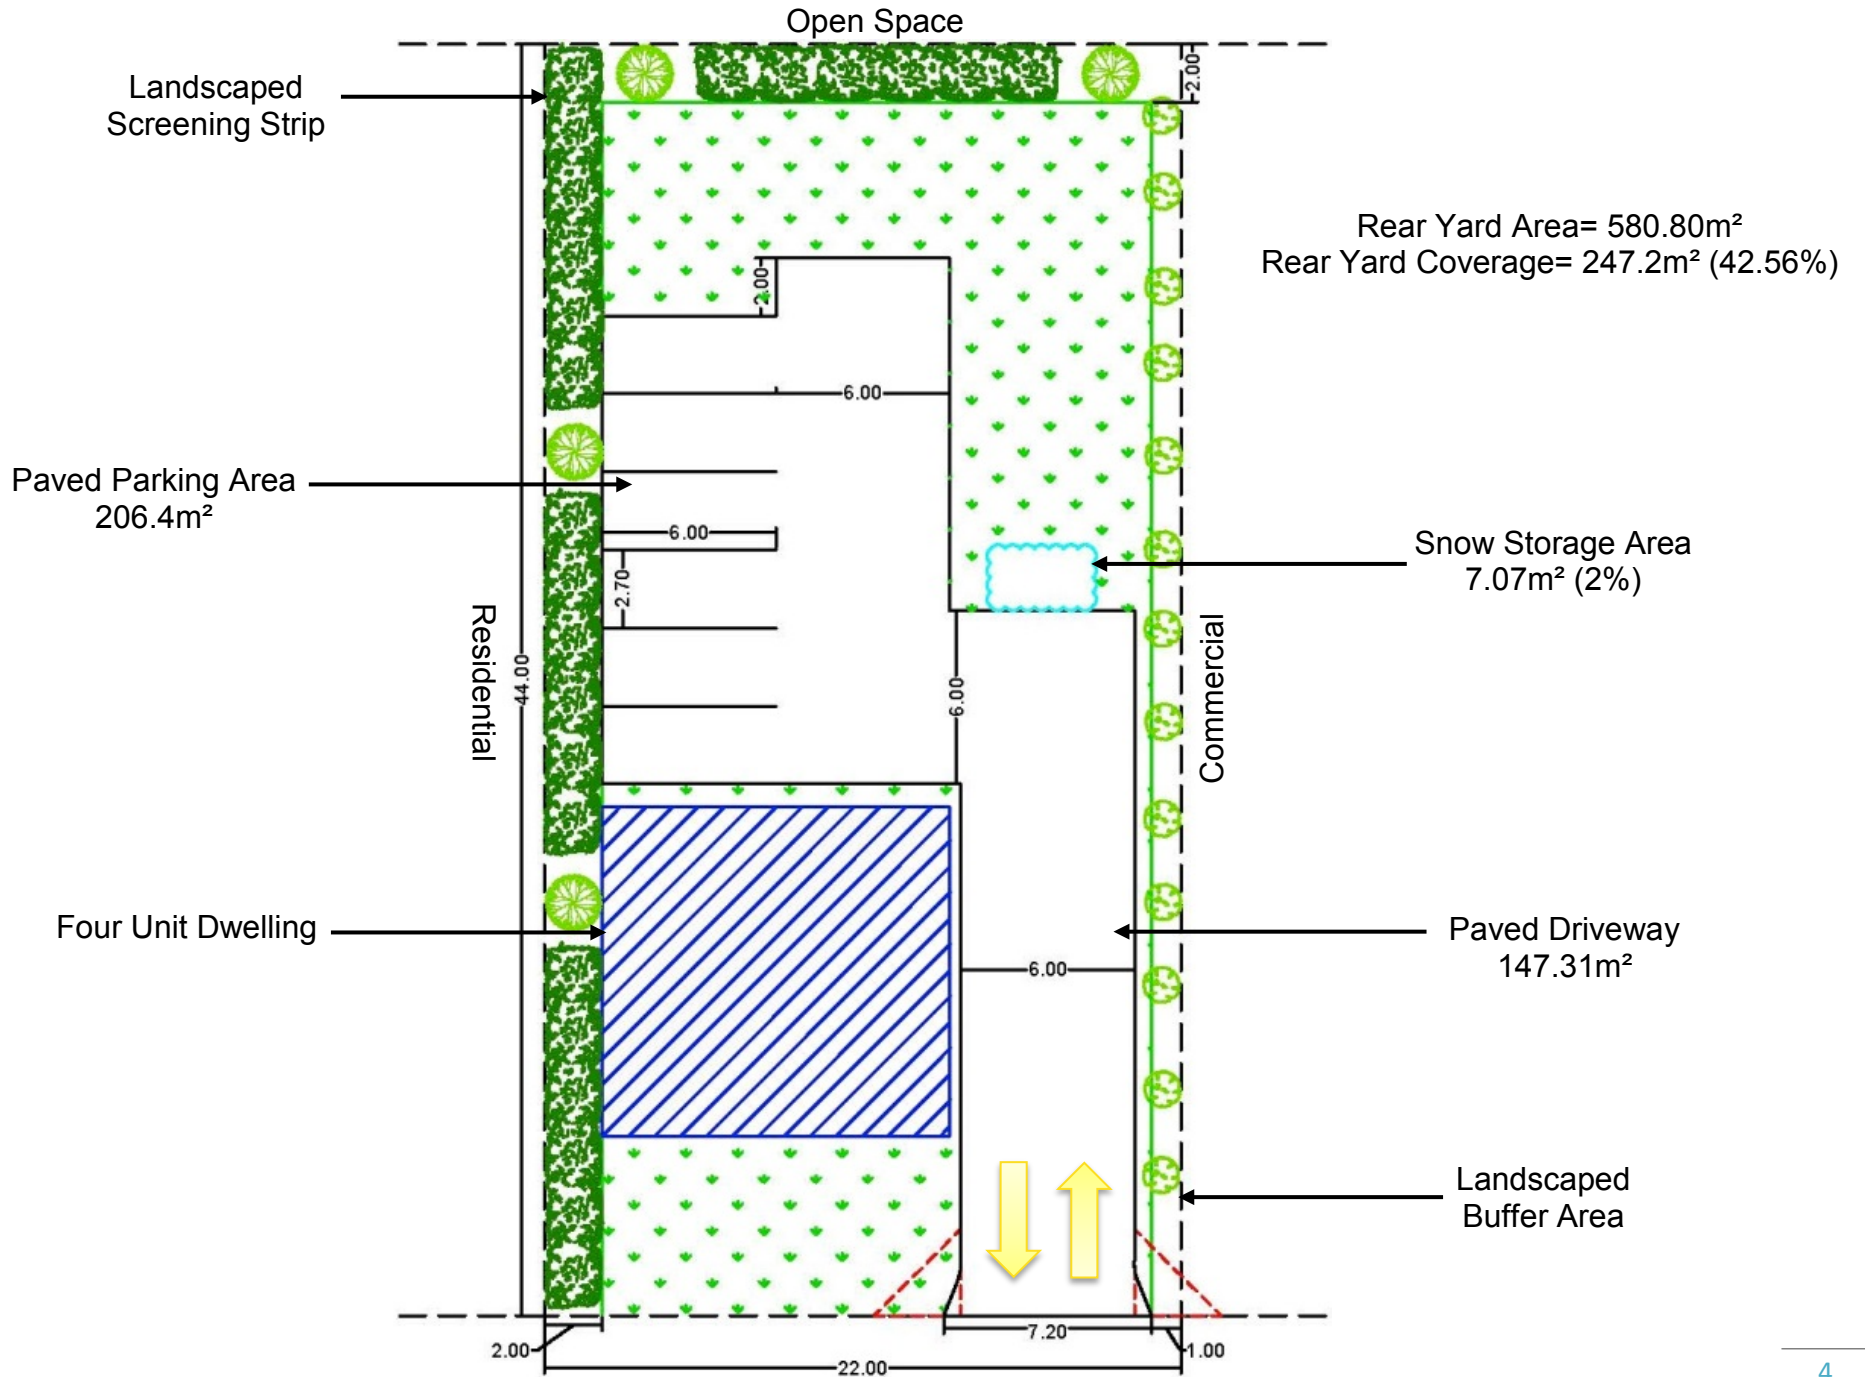 Open Space
2.00
Landscaped
Screening Strip
Rear Yard Area= 580.80m²
Rear Yard Coverage= 247.2m² (42.56%)
2.00
6.00
Paved Parking Area
206.4m²
6.00
Snow Storage Area
7.07m² (2%)
2.70
Residential
44.00
6.00
Commercial
Four Unit Dwelling
Paved Driveway
147.31m²
6.00
Landscaped
Buffer Area
7.20
2.00
1.00
22.00
4